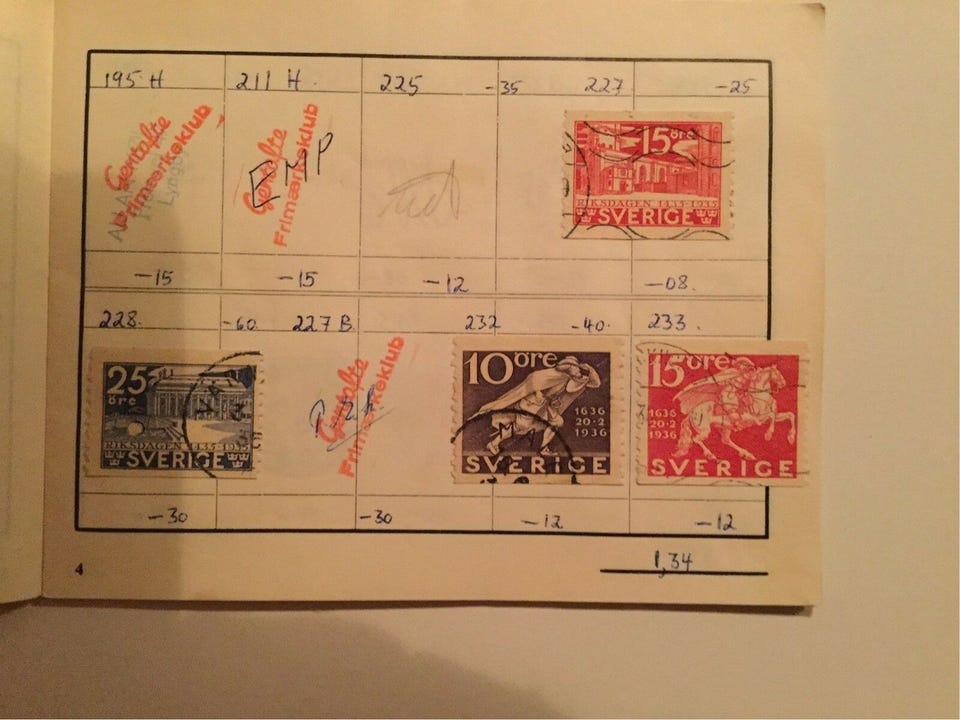 195 H
211 H.
225
-35
227
-25
Gentofte
Frimærkeklub
Gentofte
Frimærkeklub
EMP
15 öre
RIKSDAGEN 1435-1935
SVERIGE
-15
-15
-12
-08.
228.
-60.
227 B
232
-40.
233.
25
öre
RIKSDAGEN 1435-1935
SVERIGE
Gentofte
Frimærkeklub
10 öre
1636
20·2
1936
SVERIGE
15 öre
1636
20·2
1936
SVERIGE
-30
-30
-12
-12
1,34
4